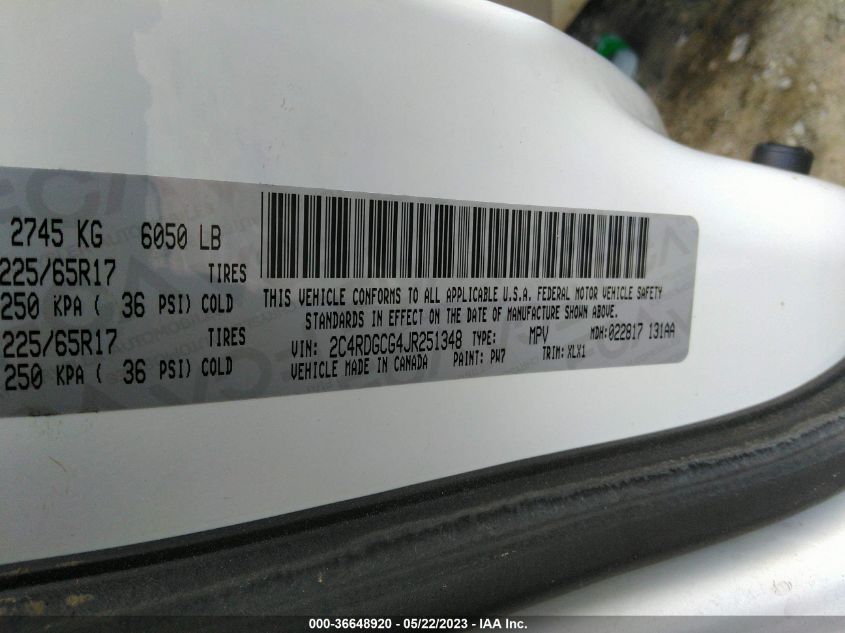 2745 KG 6050 LB
225/65R17 TIRES
250 KPA ( 36 PSI) COLD
225/65R17 TIRES
250 KPA ( 36 PSI) COLD
THIS VEHICLE CONFORMS TO ALL APPLICABLE U.S.A. FEDERAL MOTOR VEHICLE SAFETY
STANDARDS IN EFFECT ON THE DATE OF MANUFACTURE SHOWN ABOVE.
VIN: 2C4RDGCG4JR251348 TYPE: MPV MDH:022817 131AA
VEHICLE MADE IN CANADA PAINT: PW7 TRIM: XLX1
000-36648920 - 05/22/2023 - IAA Inc.